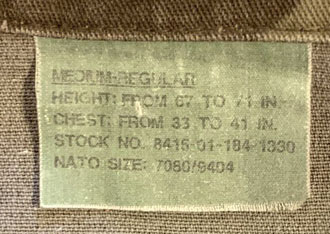 MEDIUM-REGULAR
HEIGHT: FROM 67 TO 71 IN.
CHEST: FROM 33 TO 41 IN.
STOCK NO. 8415-01-184-1330
NATO SIZE: 7080/9404